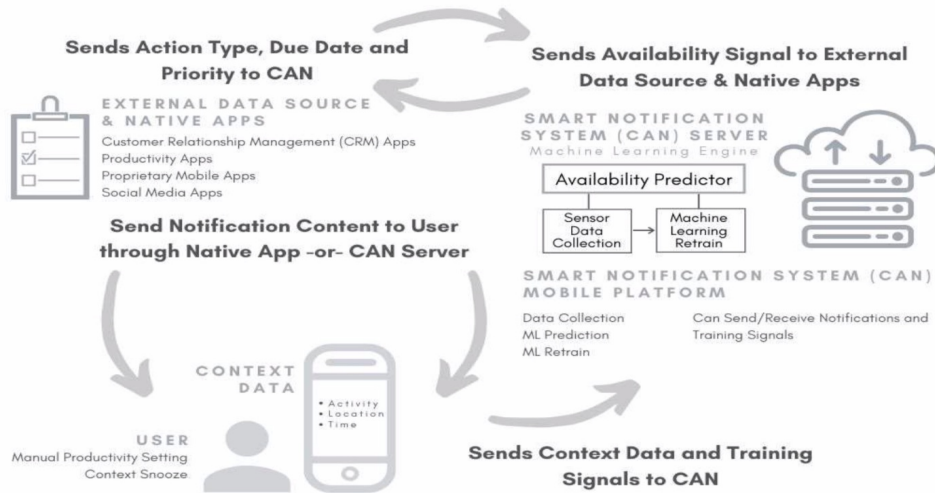 Sends Action Type, Due Date and
Priority to CAN
EXTERNAL DATA SOURCE
& NATIVE APPS
Customer Relationship Management (CRM) Apps
Productivity Apps
Proprietary Mobile Apps
Social Media Apps
Sends Availability Signal to External
Data Source & Native Apps
SMART NOTIFICATION
SYSTEM (CAN) SERVER
Machine Learning Engine
Availability Predictor
Sensor
Data
Collection
Machine
Learning
Retrain
Send Notification Content to User
through Native App -or- CAN Server
SMART NOTIFICATION SYSTEM (CAN)
MOBILE PLATFORM
Data Collection
ML Prediction
ML Retrain
Can Send/Receive Notifications and
Training Signals
CONTEXT
DATA
• Activity
• Location
• Time
USER
Manual Productivity Setting
Context Snooze
Sends Context Data and Training
Signals to CAN